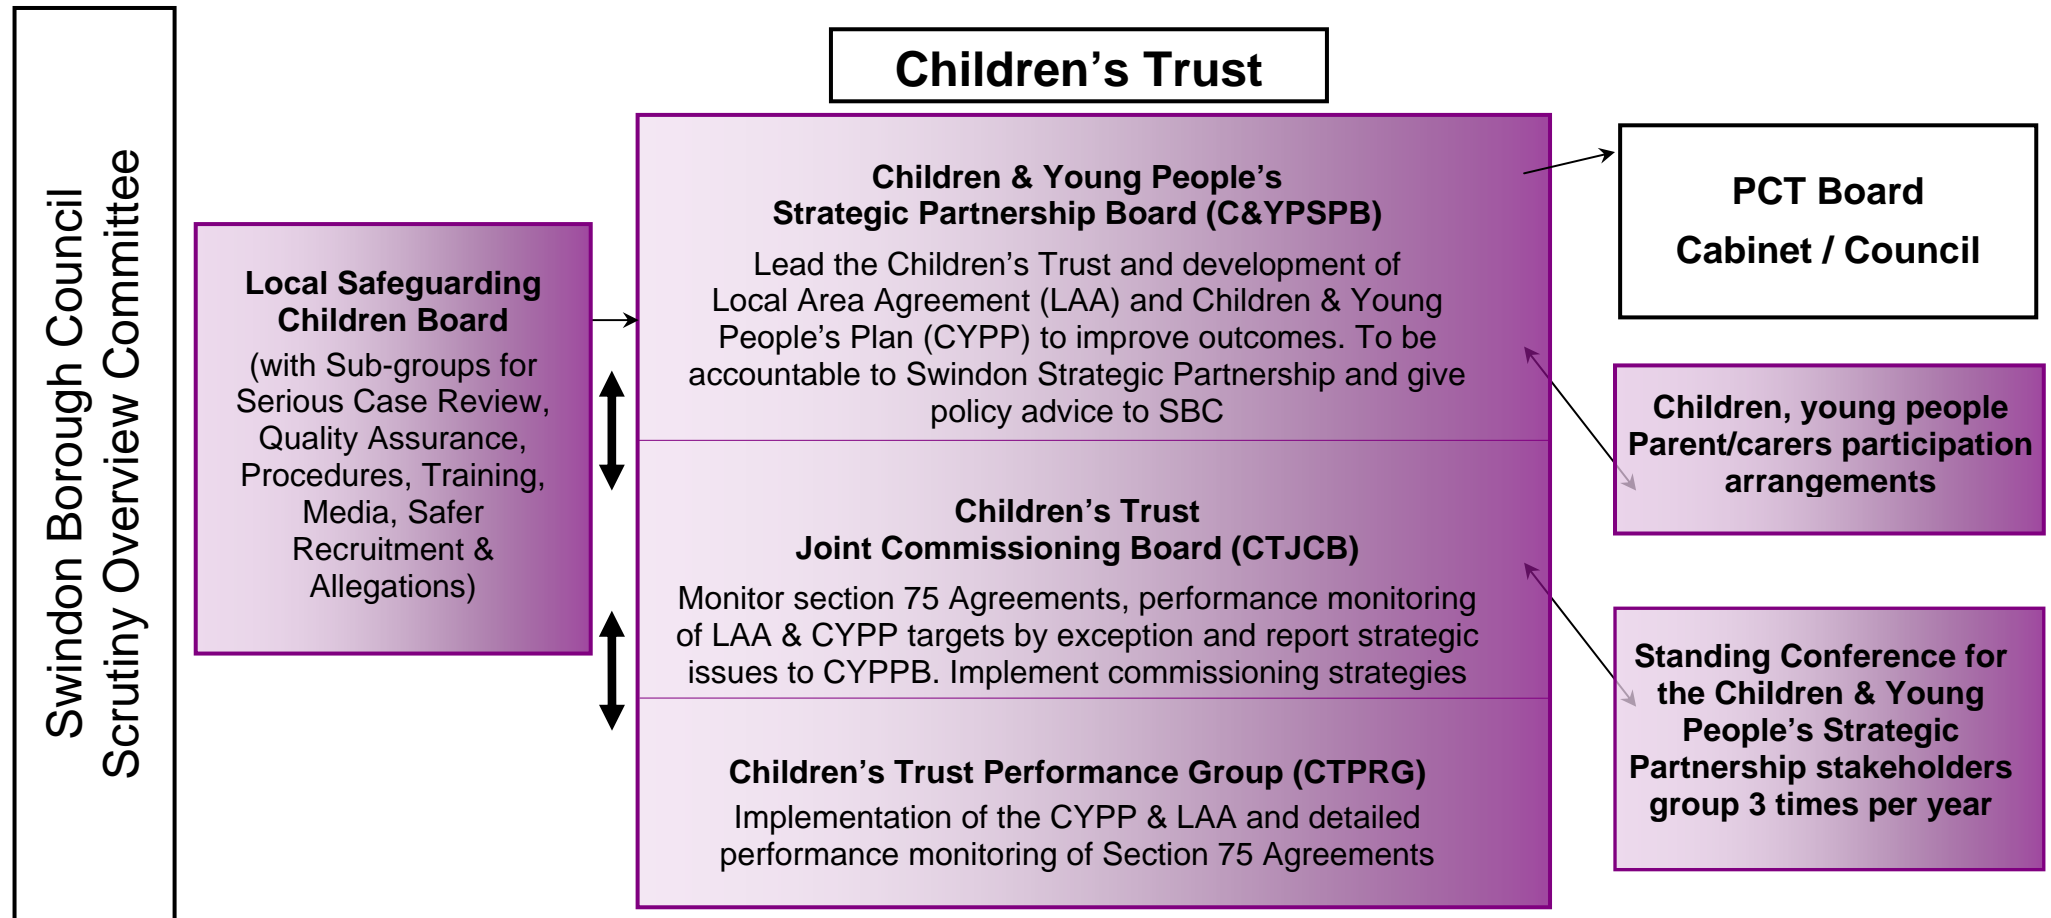 Swindon Borough Council
Scrutiny Overview Committee
Children’s Trust
Local Safeguarding
Children Board
(with Sub-groups for
Serious Case Review,
Quality Assurance,
Procedures, Training,
Media, Safer
Recruitment &
Allegations)
Children & Young People’s
Strategic Partnership Board (C&YPSPB)
Lead the Children’s Trust and development of
Local Area Agreement (LAA) and Children & Young
People’s Plan (CYPP) to improve outcomes. To be
accountable to Swindon Strategic Partnership and give
policy advice to SBC
Children’s Trust
Joint Commissioning Board (CTJCB)
Monitor section 75 Agreements, performance monitoring
of LAA & CYPP targets by exception and report strategic
issues to CYPPB. Implement commissioning strategies
Children’s Trust Performance Group (CTPRG)
Implementation of the CYPP & LAA and detailed
performance monitoring of Section 75 Agreements
PCT Board
Cabinet / Council
Children, young people
Parent/carers participation
arrangements
Standing Conference for
the Children & Young
People’s Strategic
Partnership stakeholders
group 3 times per year